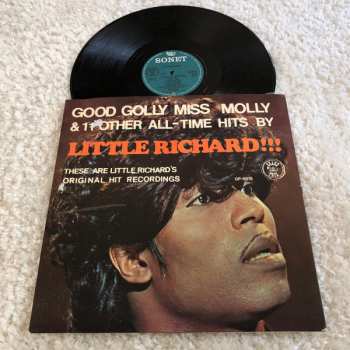 SONET
GOOD GOLLY MISS MOLLY
& 11 OTHER ALL-TIME HITS BY
LITTLE RICHARD!!!
THESE ARE LITTLE RICHARD'S
ORIGINAL HIT RECORDINGS